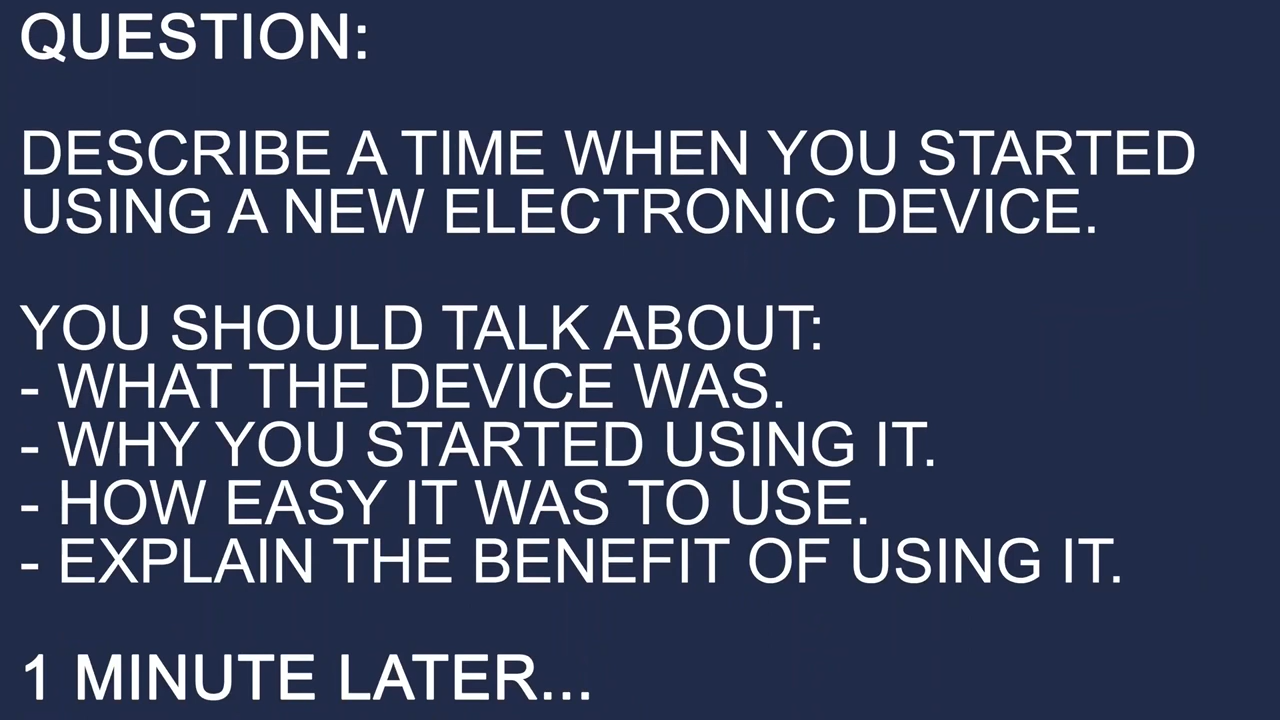 QUESTION:
DESCRIBE A TIME WHEN YOU STARTED
USING A NEW ELECTRONIC DEVICE.
YOU SHOULD TALK ABOUT:
- WHAT THE DEVICE WAS.
- WHY YOU STARTED USING IT.
- HOW EASY IT WAS TO USE.
- EXPLAIN THE BENEFIT OF USING IT.
1 MINUTE LATER...